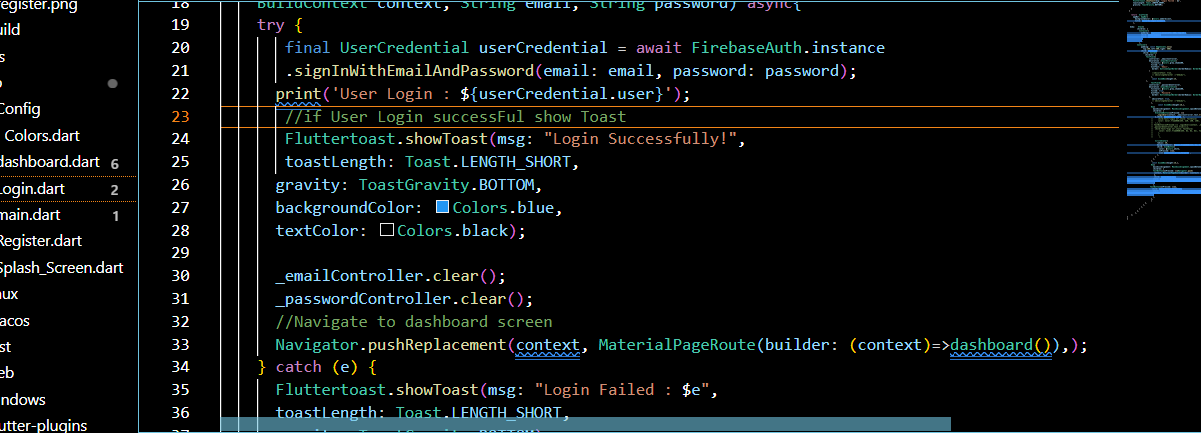 register.png
uild
s
Config
Colors.dart
dashboard.dart 6
Login.dart 2
main.dart 1
Register.dart
Splash_Screen.dart
ux
acos
st
eb
ndows
utter-plugins
18 BuildContext context, String email, String password) async{
19 try {
20 final UserCredential userCredential = await FirebaseAuth.instance
21 .signInWithEmailAndPassword(email: email, password: password);
22 print('User Login : ${userCredential.user}');
23 //if User Login successFul show Toast
24 Fluttertoast.showToast(msg: "Login Successfully!",
25 toastLength: Toast.LENGTH_SHORT,
26 gravity: ToastGravity.BOTTOM,
27 backgroundColor: Colors.blue,
28 textColor: Colors.black);
29
30 _emailController.clear();
31 _passwordController.clear();
32 //Navigate to dashboard screen
33 Navigator.pushReplacement(context, MaterialPageRoute(builder: (context)=>dashboard()),);
34 } catch (e) {
35 Fluttertoast.showToast(msg: "Login Failed : $e",
36 toastLength: Toast.LENGTH_SHORT,